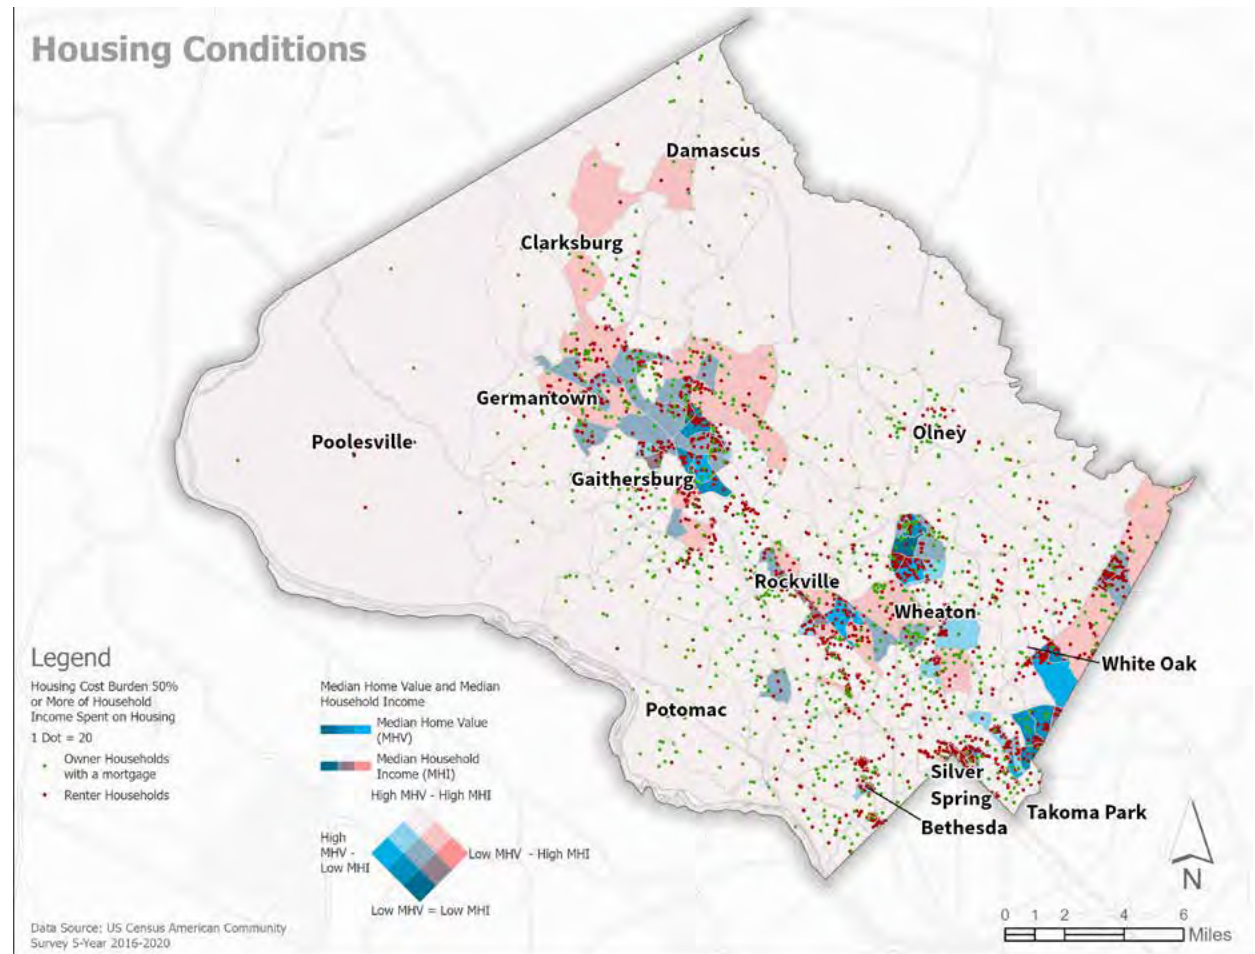 Housing Conditions
Damascus
Clarksburg
Germantown
Poolesville
Olney
Gaithersburg
Rockville
Wheaton
White Oak
Potomac
Silver
Spring
Takoma Park
Bethesda
Legend
Housing Cost Burden 50%
or More of Household
Income Spent on Housing
1 Dot = 20
Owner Households
with a mortgage
Renter Households
Median Home Value and Median
Household Income
Median Home Value
(MHV)
Median Household
Income (MHI)
High MHV - High MHI
High
MHV -
Low MHI
Low MHV - High MHI
Low MHV = Low MHI
Data Source: US Census American Community
Survey 5-Year 2016-2020
N
0 1 2 4 6
Miles